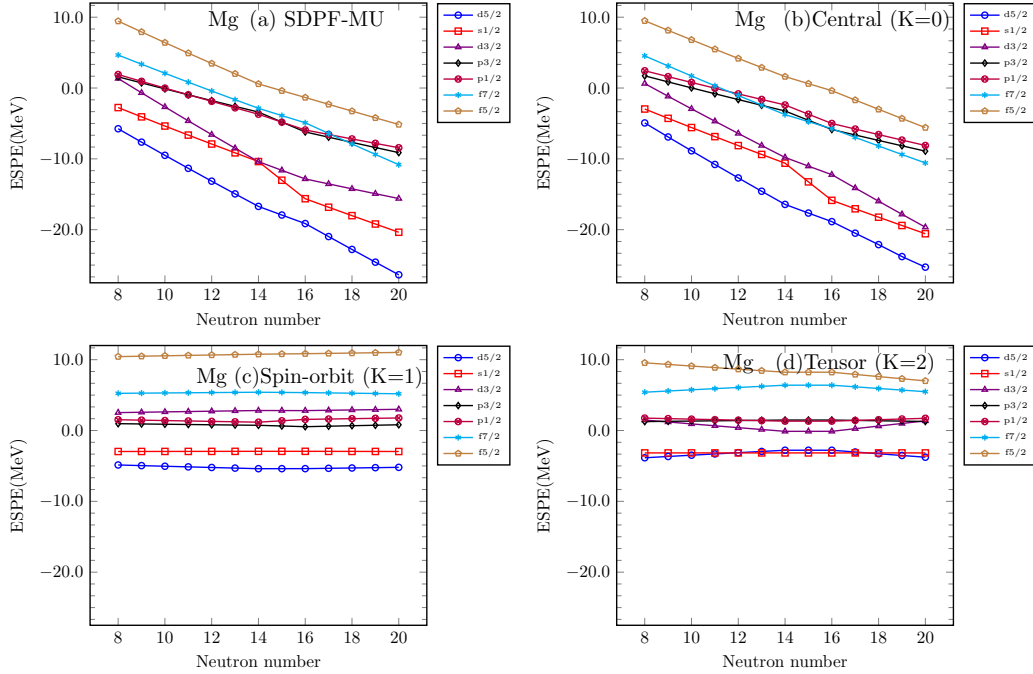 Mg (a) SDPF-MU
10.0
0.0
−10.0
−20.0
ESPE(MeV)
8 10 12 14 16 18 20
Neutron number
d5/2
s1/2
d3/2
p3/2
p1/2
f7/2
f5/2
Mg (b)Central (K=0)
10.0
0.0
−10.0
−20.0
ESPE(MeV)
8 10 12 14 16 18 20
Neutron number
d5/2
s1/2
d3/2
p3/2
p1/2
f7/2
f5/2
Mg (c)Spin-orbit (K=1)
10.0
0.0
−10.0
−20.0
ESPE(MeV)
8 10 12 14 16 18 20
Neutron number
d5/2
s1/2
d3/2
p3/2
p1/2
f7/2
f5/2
Mg (d)Tensor (K=2)
10.0
0.0
−10.0
−20.0
ESPE(MeV)
8 10 12 14 16 18 20
Neutron number
d5/2
s1/2
d3/2
p3/2
p1/2
f7/2
f5/2